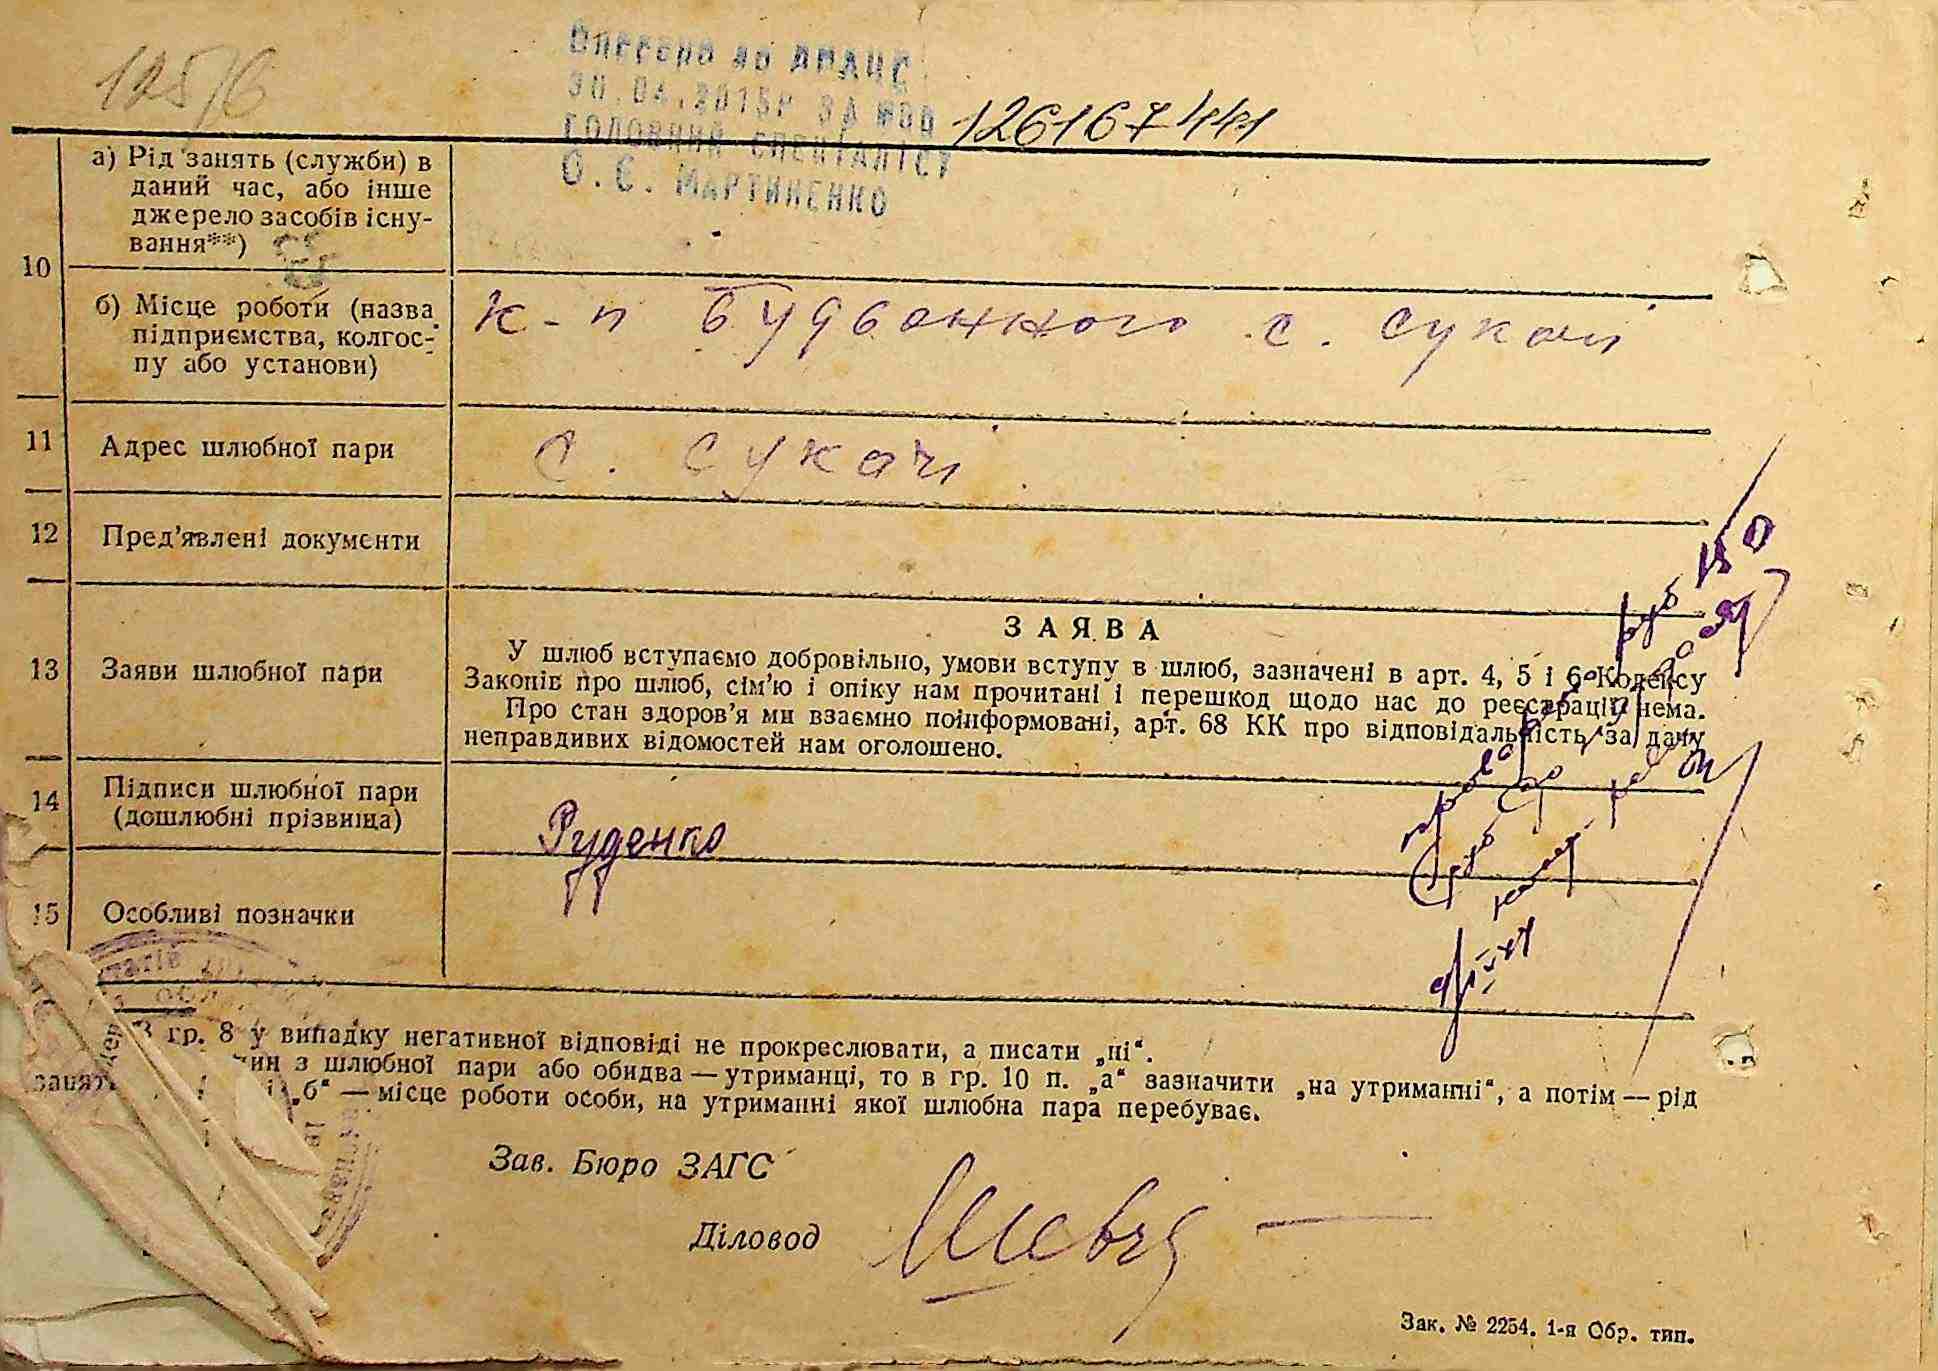 125/6
Внесено до ДРАЦС
30.04.2015р за №00 126167441
ГОЛОВНИЙ СПЕЦІАЛІСТ
О.Є. МАРТИНЕНКО
10
а) Рід занять (служби) в
даний час, або інше
джерело засобів існу-
вання**)
б) Місце роботи (назва
підприємства, колгос-
пу або установи)
к-п Будьонного с. Сукачі
11 Адрес шлюбної пари
с. Сукачі
12 Пред'явлені документи
13 Заяви шлюбної пари
ЗАЯВА
У шлюб вступаємо добровільно, умови вступу в шлюб, зазначені в арт. 4, 5 і 6 Кодексу
Законів про шлюб, сім'ю і опіку нам прочитані і перешкод щодо нас до реєстрації нема.
Про стан здоров'я ми взаємно поінформовані, арт. 68 КК про відповідальність за дачу
неправдивих відомостей нам оголошено.
14 Підписи шлюбної пари
(дошлюбні прізвища)
Руденко
15 Особливі позначки
З гр. 8 у випадку негативної відповіді не прокреслювати, а писати „ні“.
з шлюбної пари або обидва — утриманці, то в гр. 10 п. „а“ зазначити „на утриманні“, а потім — рід
занять „б“ — місце роботи особи, на утриманні якої шлюбна пара перебуває.
Зав. Бюро ЗАГС
Діловод
Зак. № 2254. 1-я Обр. тип.